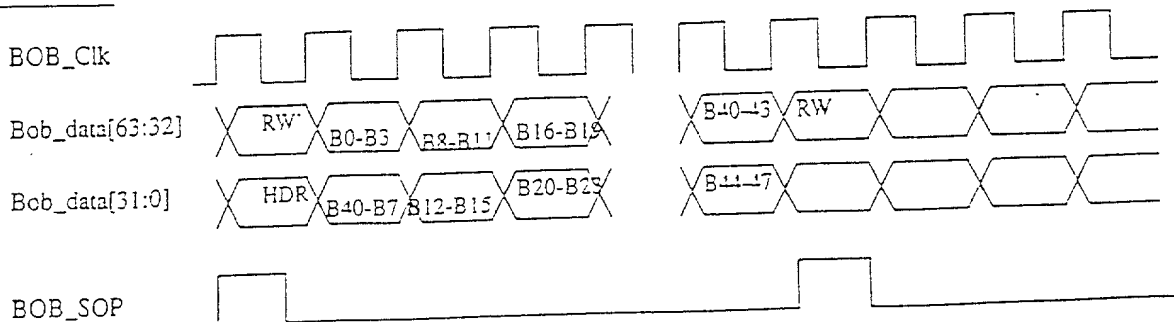 BOB_Clk
Bob_data[63:32] RW B0-B3 B8-B11 B16-B19 B40-43 RW
Bob_data[31:0] HDR B40-B7 B12-B15 B20-B23 B44-47
BOB_SOP